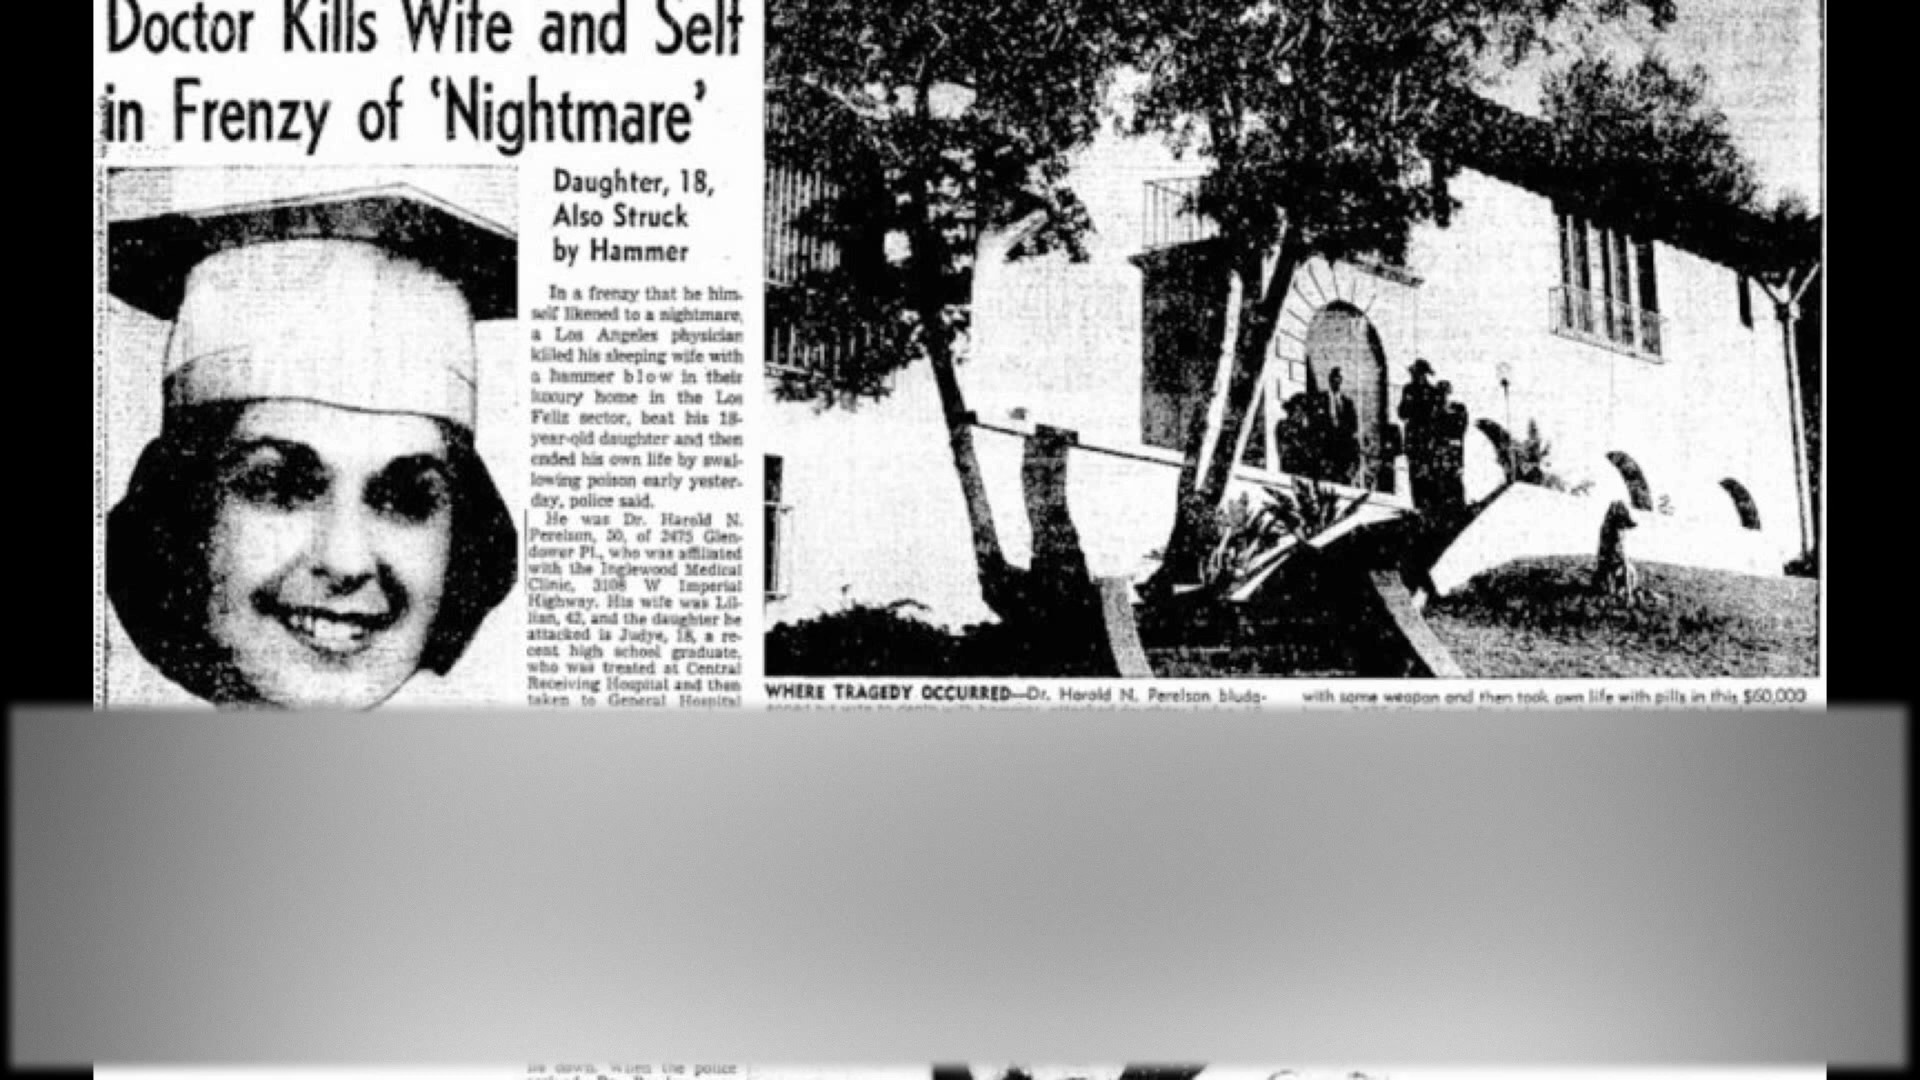 Doctor Kills Wife and Self
in Frenzy of ‘Nightmare’
Daughter, 18,
Also Struck
by Hammer
In a frenzy that he him-
self likened to a nightmare,
a Los Angeles physician
killed his sleeping wife with
a hammer blow in their
luxury home in the Los
Feliz sector, beat his 18-
year-old daughter and then
ended his own life by swal-
lowing poison early yester-
day, police said.
He was Dr. Harold N.
Perelson, 50, of 2475 Glen-
dower Pl., who was affiliated
with the Inglewood Medical
Clinic, 3108 W Imperial
Highway. His wife was Lil-
lian, 42, and the daughter he
attacked is Judye, 18, a re-
cent high school graduate,
who was treated at Central
Receiving Hospital and then
taken to General Hospital
WHERE TRAGEDY OCCURRED—Dr. Harold N. Perelson bludg-
with same weapon and then took own life with pills in this $60,000
down. When the police